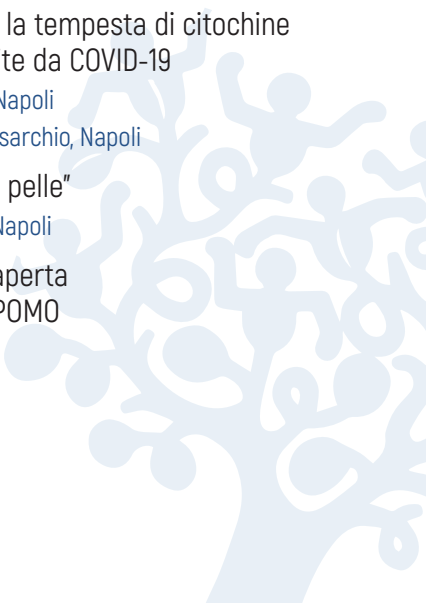 la tempesta di citochine
te da COVID-19
Napoli
sarchio, Napoli
pelle”
Napoli
aperta
POMO